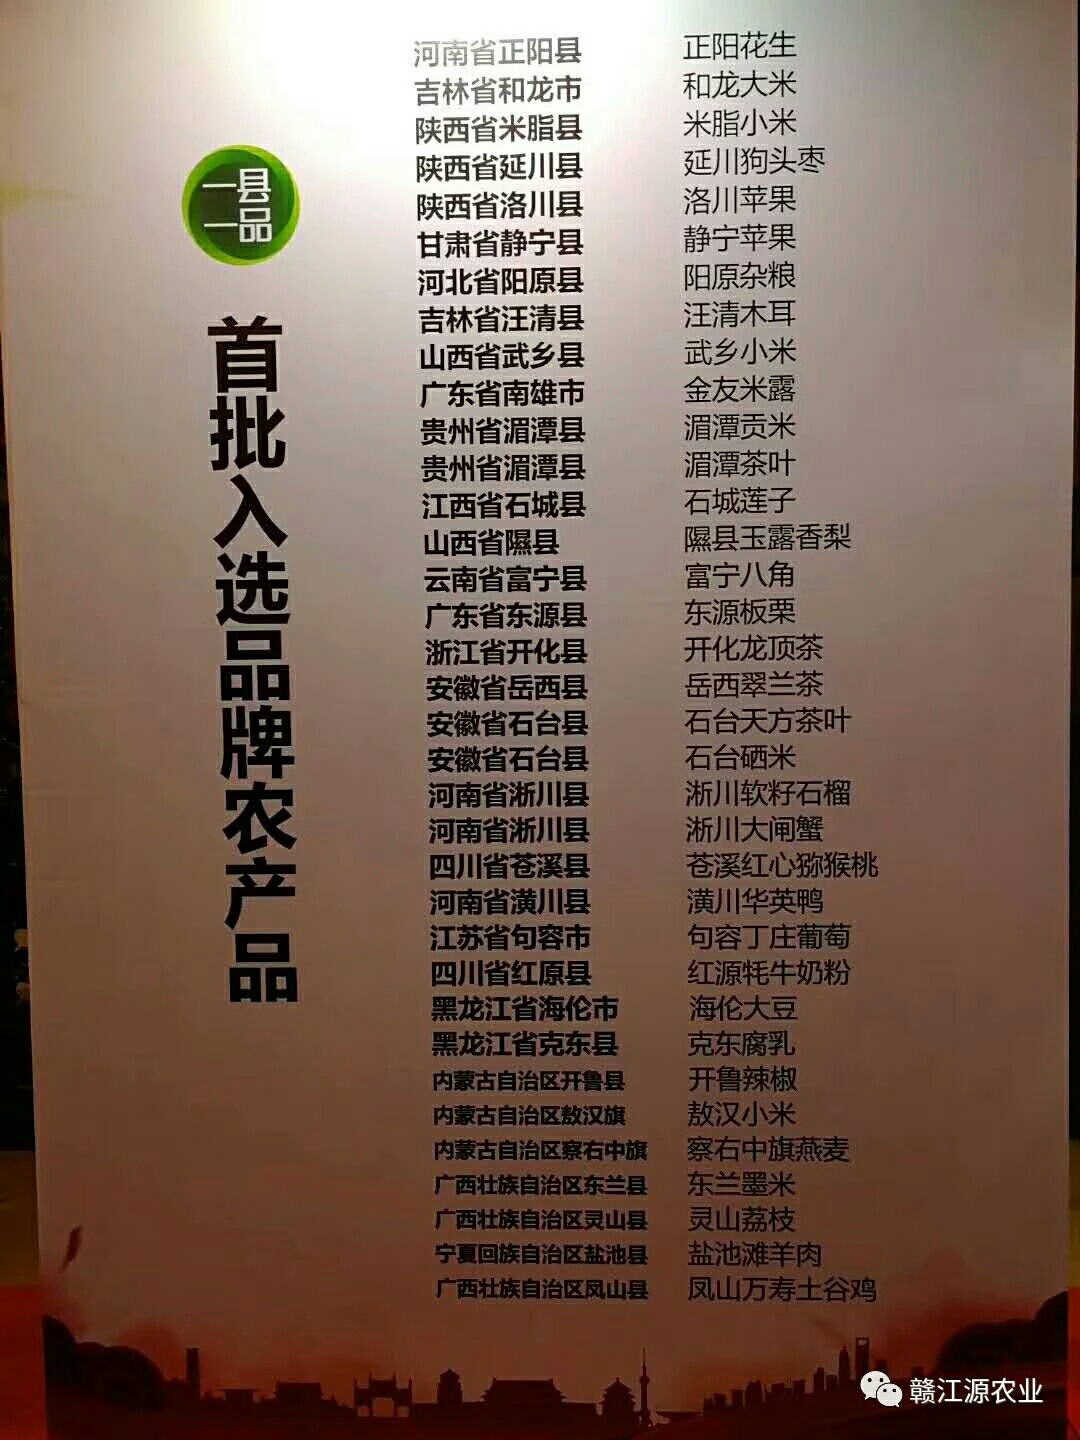 一县
一品
首批入选品牌农产品
河南省正阳县 正阳花生
吉林省和龙市 和龙大米
陕西省米脂县 米脂小米
陕西省延川县 延川狗头枣
陕西省洛川县 洛川苹果
甘肃省静宁县 静宁苹果
河北省阳原县 阳原杂粮
吉林省汪清县 汪清木耳
山西省武乡县 武乡小米
广东省南雄市 金友米露
贵州省湄潭县 湄潭贡米
贵州省湄潭县 湄潭茶叶
江西省石城县 石城莲子
山西省隰县 隰县玉露香梨
云南省富宁县 富宁八角
广东省东源县 东源板栗
浙江省开化县 开化龙顶茶
安徽省岳西县 岳西翠兰茶
安徽省石台县 石台天方茶叶
安徽省石台县 石台硒米
河南省淅川县 淅川软籽石榴
河南省淅川县 淅川大闸蟹
四川省苍溪县 苍溪红心猕猴桃
河南省潢川县 潢川华英鸭
江苏省句容市 句容丁庄葡萄
四川省红原县 红源牦牛奶粉
黑龙江省海伦市 海伦大豆
黑龙江省克东县 克东腐乳
内蒙古自治区开鲁县 开鲁辣椒
内蒙古自治区敖汉旗 敖汉小米
内蒙古自治区察右中旗 察右中旗燕麦
广西壮族自治区东兰县 东兰墨米
广西壮族自治区灵山县 灵山荔枝
宁夏回族自治区盐池县 盐池滩羊肉
广西壮族自治区凤山县 凤山万寿土谷鸡
赣江源农业